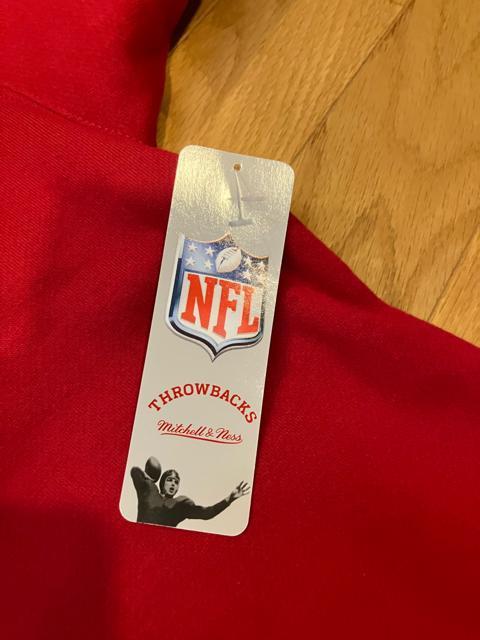 NFL
THROWBACKS
Mitchell & Ness